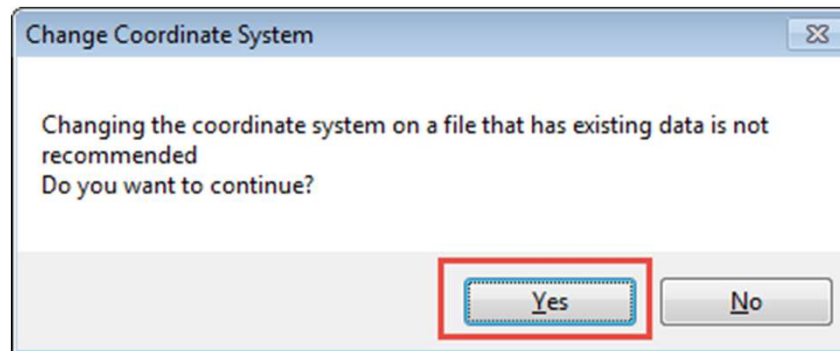 Change Coordinate System
Changing the coordinate system on a file that has existing data is not
recommended
Do you want to continue?
Yes
No